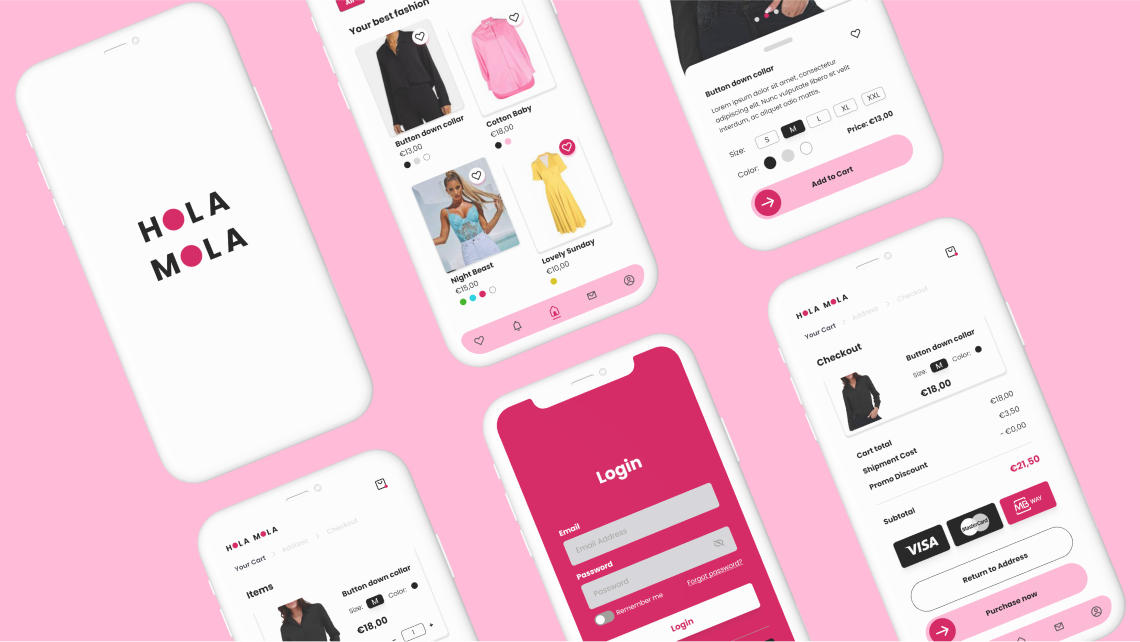 HOLA
MOLA
All
Your best fashion
Button down collar
€13,00
Cotton Baby
€18,00
Night Beast
€15,00
Lovely Sunday
€10,00
Button down collar
Lorem ipsum dolor sit amet, consectetur
adipiscing elit. Nunc vulputate libero et velit
interdum, ac aliquet odio mattis.
Size: S M L XL XXL
Price: €13,00
Color:
Add to Cart
HOLA MOLA
Your Cart > Address > Checkout
Items
Button down collar
Size: M Color:
€18,00
- 1 +
Login
Email
Email Address
Password
Password
Forgot password?
Remember me
Login
HOLA MOLA
Your Cart > Address > Checkout
Checkout
Button down collar
Size: M Color:
€18,00
Cart total €18,00
Shipment Cost €3,50
Promo Discount - €0,00
Subtotal €21,50
VISA MasterCard MB WAY
Return to Address
Purchase now